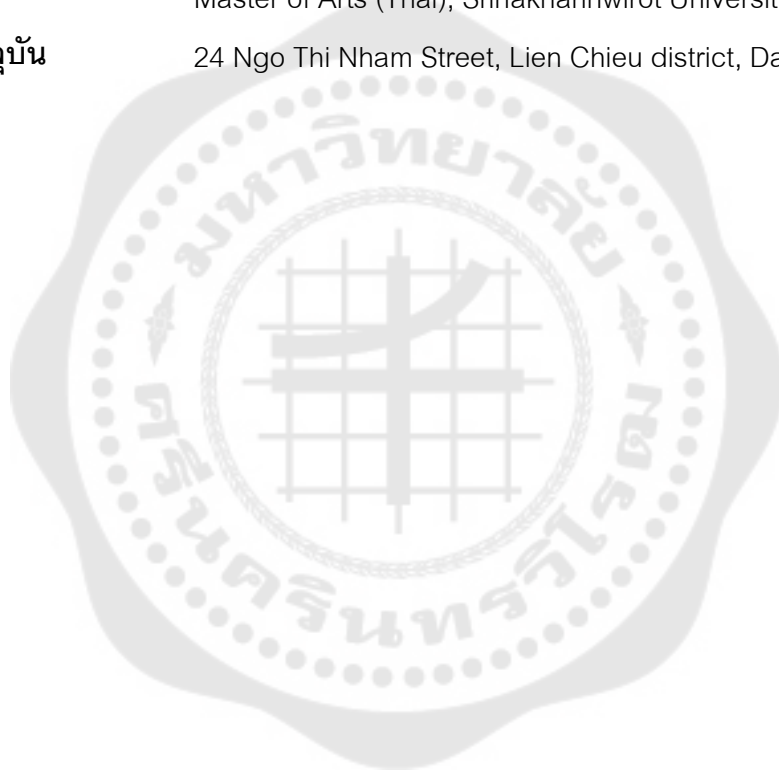 Master of Arts (Thai), Srinakharinwirot Universit
บัน 24 Ngo Thi Nham Street, Lien Chieu district, Da
มหาวิทยาลัย
ศรีนครินทรวิโรฒ